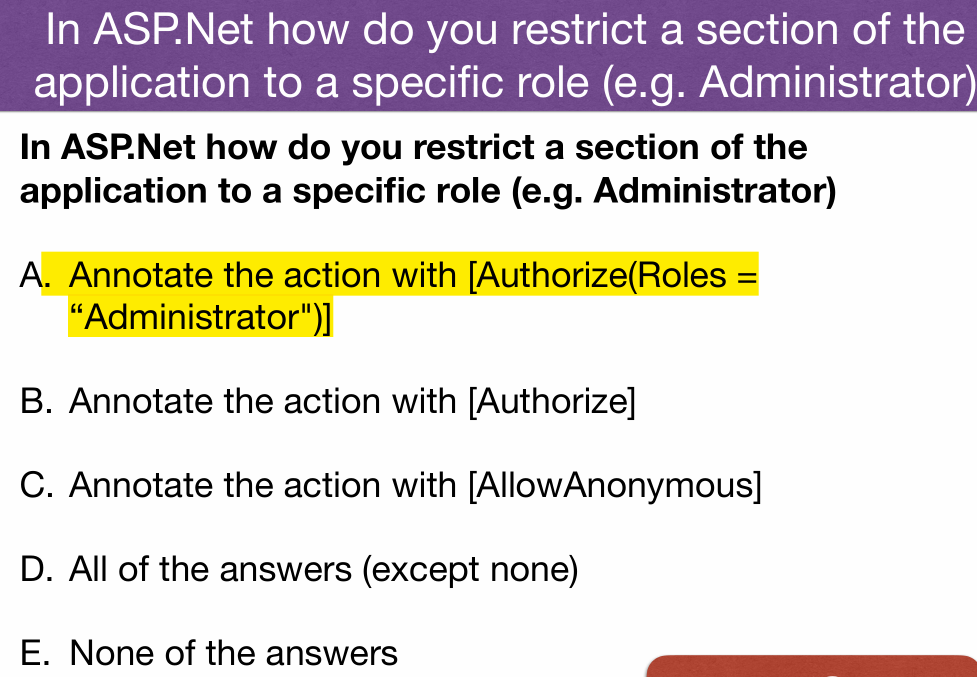 In ASP.Net how do you restrict a section of the
application to a specific role (e.g. Administrator)
In ASP.Net how do you restrict a section of the
application to a specific role (e.g. Administrator)
A. Annotate the action with [Authorize(Roles =
“Administrator")]
B. Annotate the action with [Authorize]
C. Annotate the action with [AllowAnonymous]
D. All of the answers (except none)
E. None of the answers